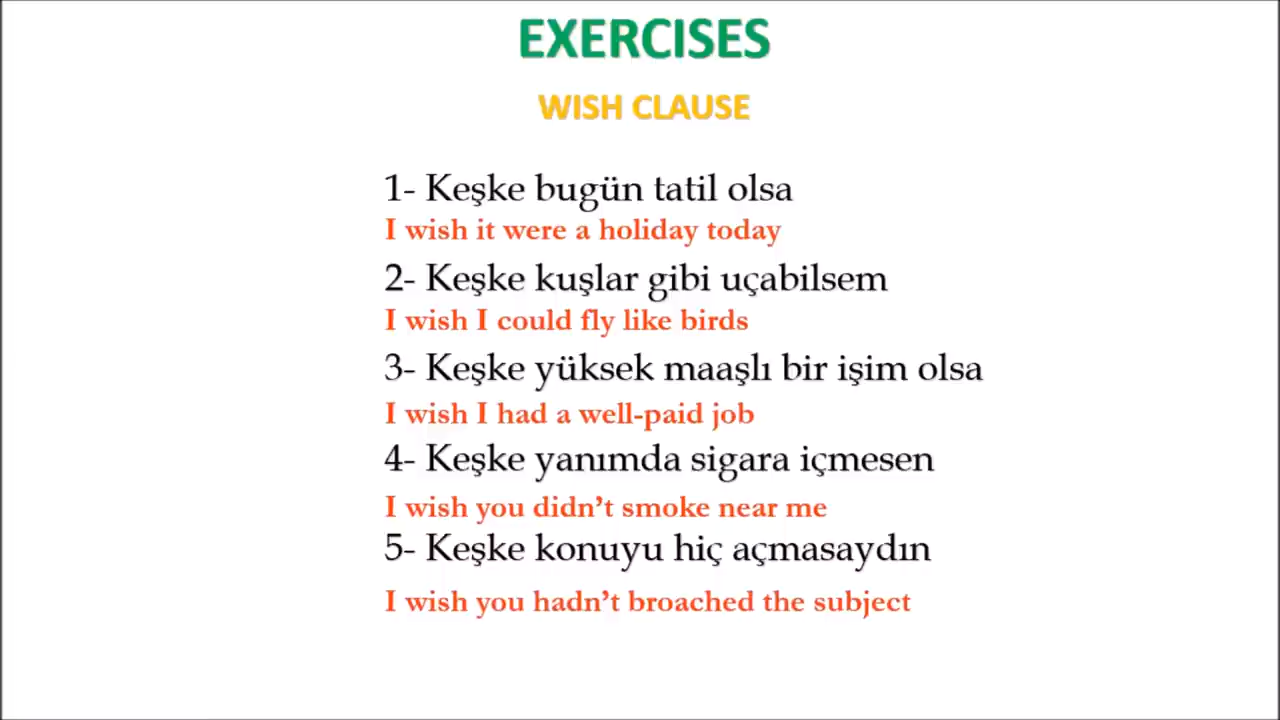 EXERCISES
WISH CLAUSE
1- Keşke bugün tatil olsa
I wish it were a holiday today
2- Keşke kuşlar gibi uçabilsem
I wish I could fly like birds
3- Keşke yüksek maaşlı bir işim olsa
I wish I had a well-paid job
4- Keşke yanımda sigara içmesen
I wish you didn’t smoke near me
5- Keşke konuyu hiç açmasaydın
I wish you hadn’t broached the subject